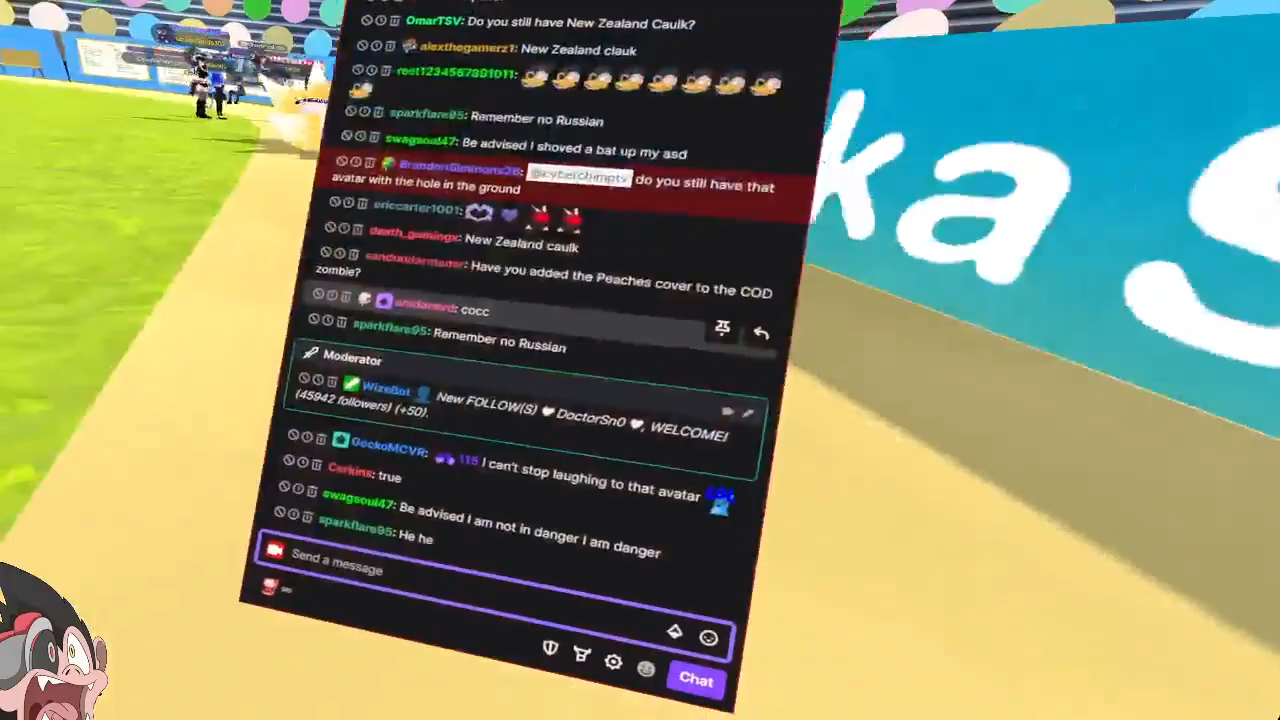 OmarTSV: Do you still have New Zealand Caulk?
alexthegamerz1: New Zealand clauk
sparkflare95: Remember no Russian
swagsoul47: Be advised I shoved a bat up my asd
@cyberchimptv do you still have that
avatar with the hole in the ground
ericcarter1001:
death_gamingx: New Zealand caulk
Have you added the Peaches cover to the COD
zombie?
cocc
sparkflare95: Remember no Russian
Moderator
WizeBot New FOLLOW(S) DoctorSn0 , WELCOME!
(45942 followers) (+50).
GeckoMCVR: 115 I can't stop laughing to that avatar
Carkins: true
swagsoul47: Be advised I am not in danger I am danger
sparkflare95: He he
Send a message
Chat
ka S